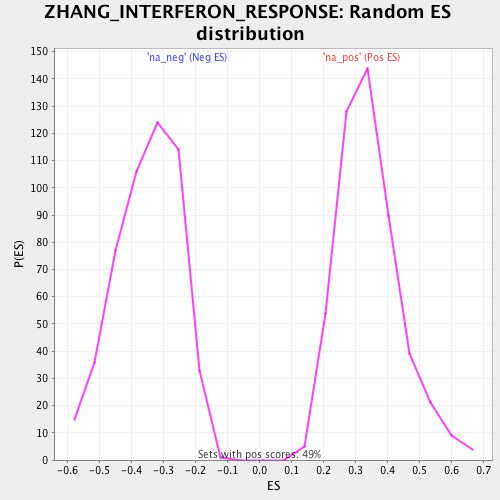 ZHANG_INTERFERON_RESPONSE: Random ES
distribution
'na_neg' (Neg ES) 'na_pos' (Pos ES)
P(ES)
150
140
130
120
110
100
90
80
70
60
50
40
30
20
10
0
Sets with pos scores: 49%
-0.6 -0.5 -0.4 -0.3 -0.2 -0.1 0.0 0.1 0.2 0.3 0.4 0.5 0.6 0.7
ES